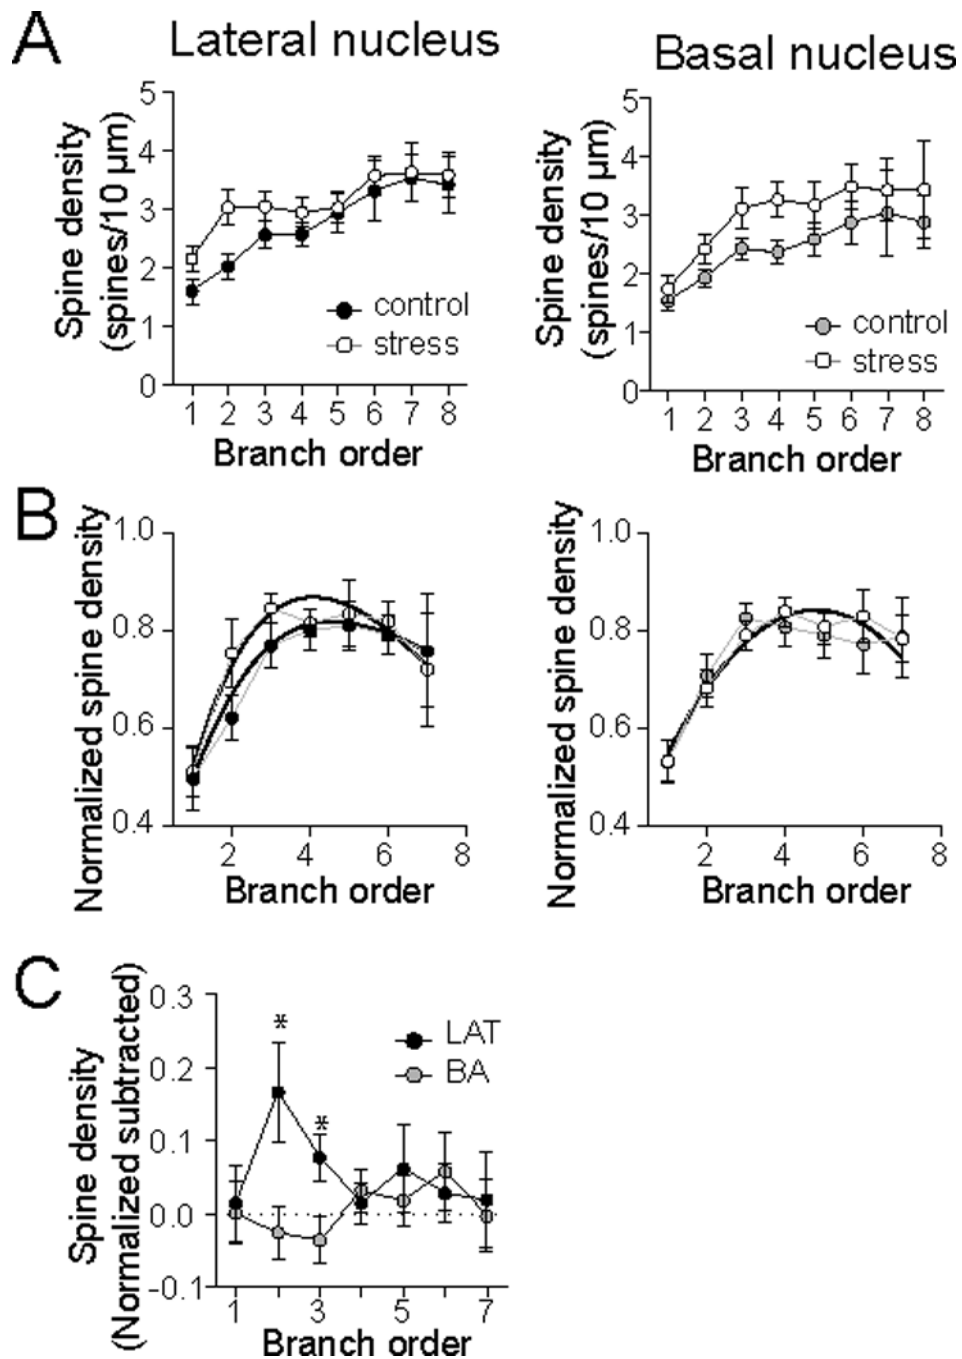 A
Lateral nucleus
Basal nucleus
Spine density
(spines/10 µm)
5
4
3
2
1
0
control
stress
1 2 3 4 5 6 7 8
Branch order
Spine density
(spines/10 µm)
5
4
3
2
1
0
control
stress
1 2 3 4 5 6 7 8
Branch order
B
Normalized spine density
1.0
0.8
0.6
0.4
2 4 6 8
Branch order
Normalized spine density
1.0
0.8
0.6
0.4
2 4 6 8
Branch order
C
Spine density
(Normalized subtracted)
0.3
0.2
0.1
0.0
-0.1
*
*
LAT
BA
1 3 5 7
Branch order